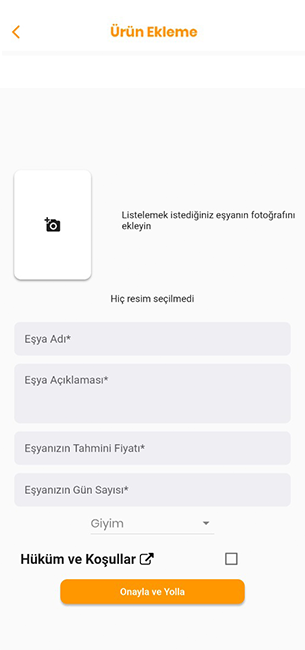 Ürün Ekleme
Listelemek istediğiniz eşyanın fotoğrafını
ekleyin
Hiç resim seçilmedi
Eşya Adı*
Eşya Açıklaması*
Eşyanızın Tahmini Fiyatı*
Eşyanızın Gün Sayısı*
Giyim
Hüküm ve Koşullar
Onayla ve Yolla